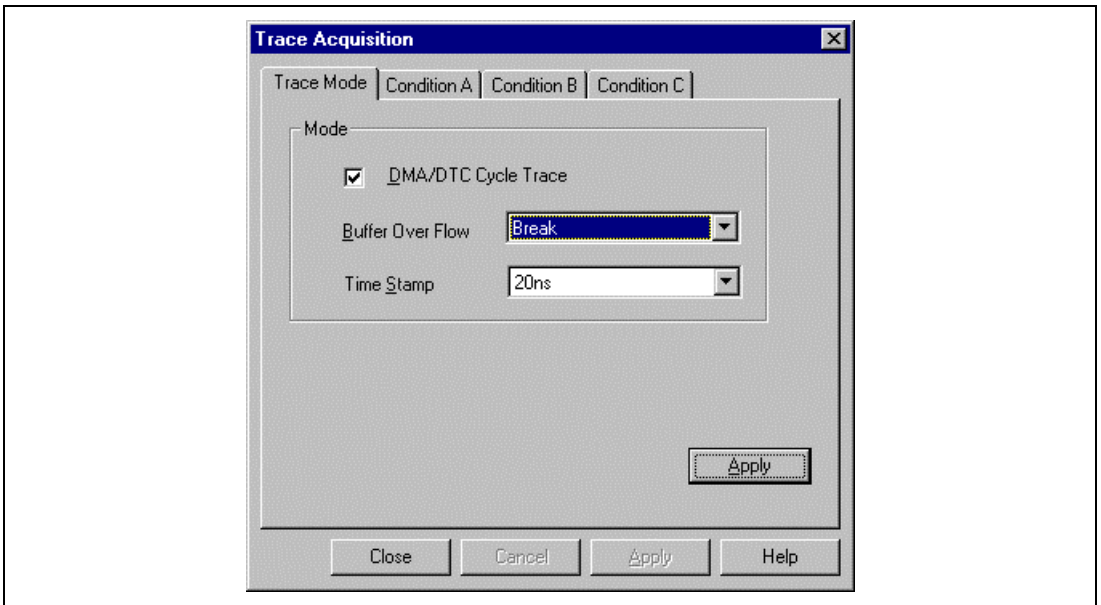 Trace Acquisition
Trace Mode Condition A Condition B Condition C
Mode
DMA/DTC Cycle Trace
Buffer Over Flow Break
Time Stamp 20ns
Apply
Close Cancel Apply Help